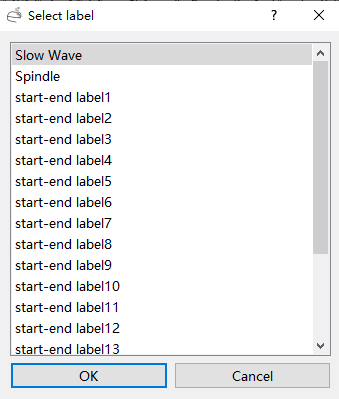 Select label
?
Slow Wave
Spindle
start-end label1
start-end label2
start-end label3
start-end label4
start-end label5
start-end label6
start-end label7
start-end label8
start-end label9
start-end label10
start-end label11
start-end label12
start-end label13
OK
Cancel